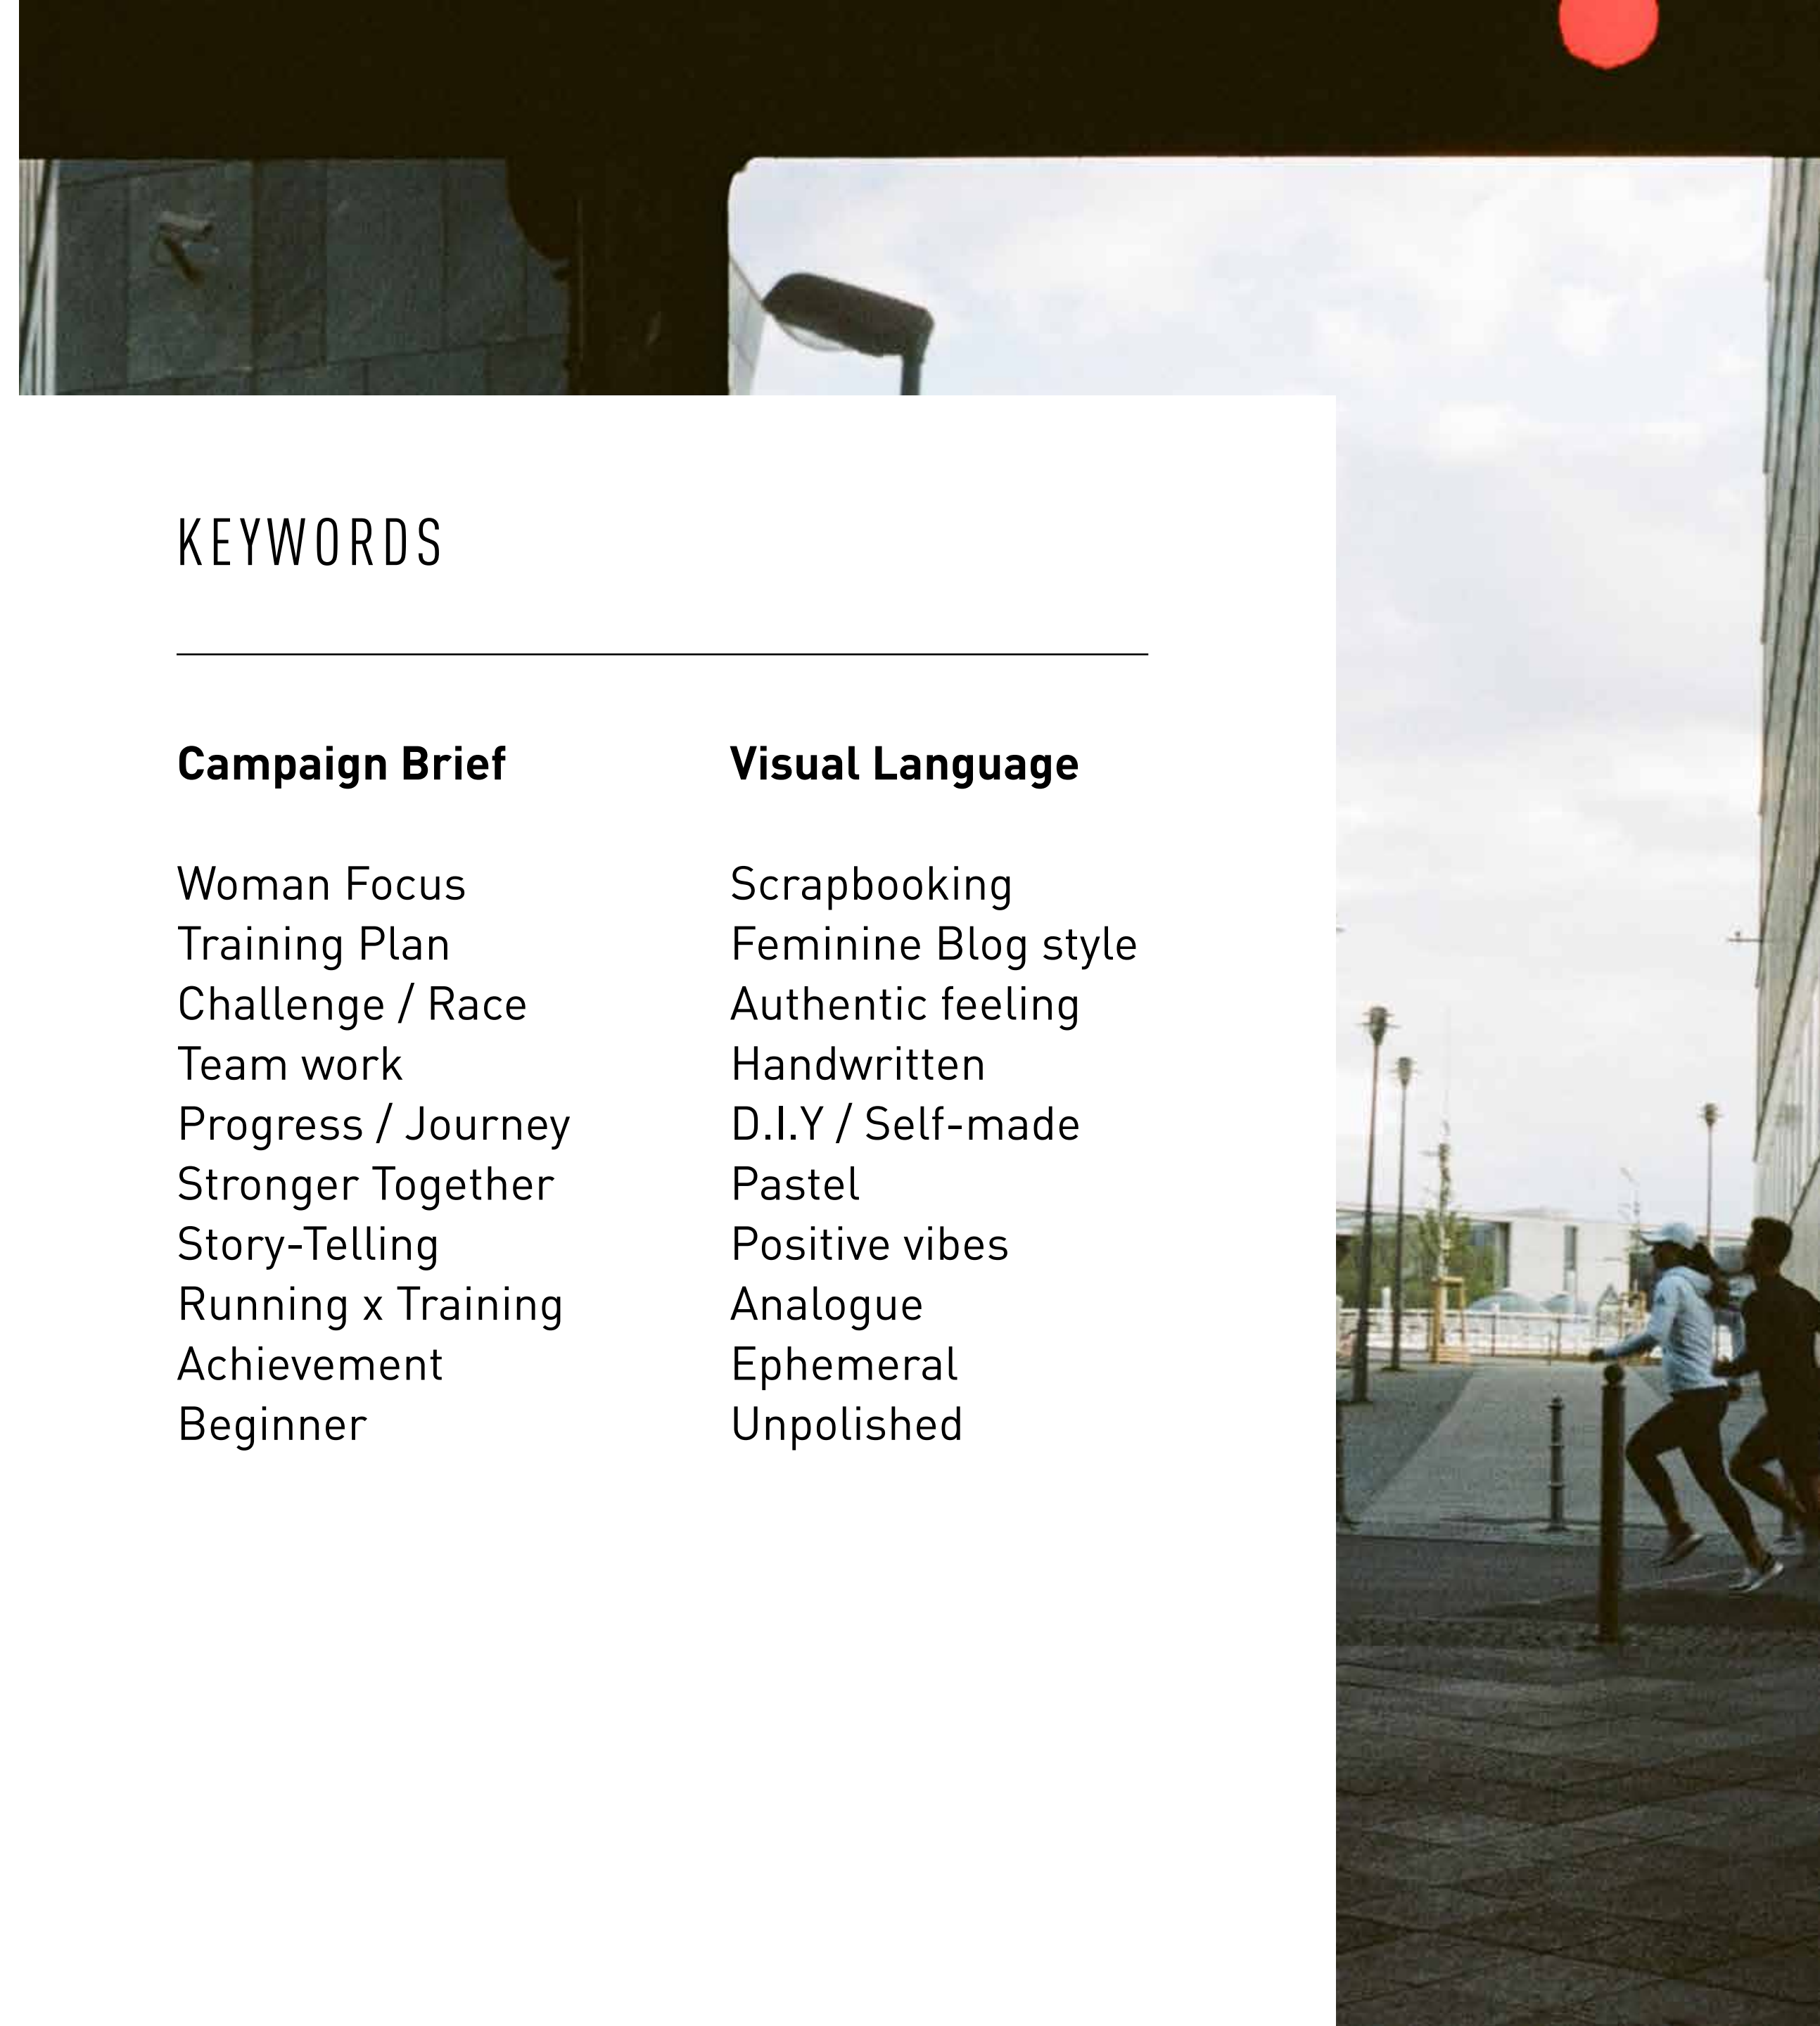 KEYWORDS
Campaign Brief
Woman Focus
Training Plan
Challenge / Race
Team work
Progress / Journey
Stronger Together
Story-Telling
Running x Training
Achievement
Beginner
Visual Language
Scrapbooking
Feminine Blog style
Authentic feeling
Handwritten
D.I.Y / Self-made
Pastel
Positive vibes
Analogue
Ephemeral
Unpolished